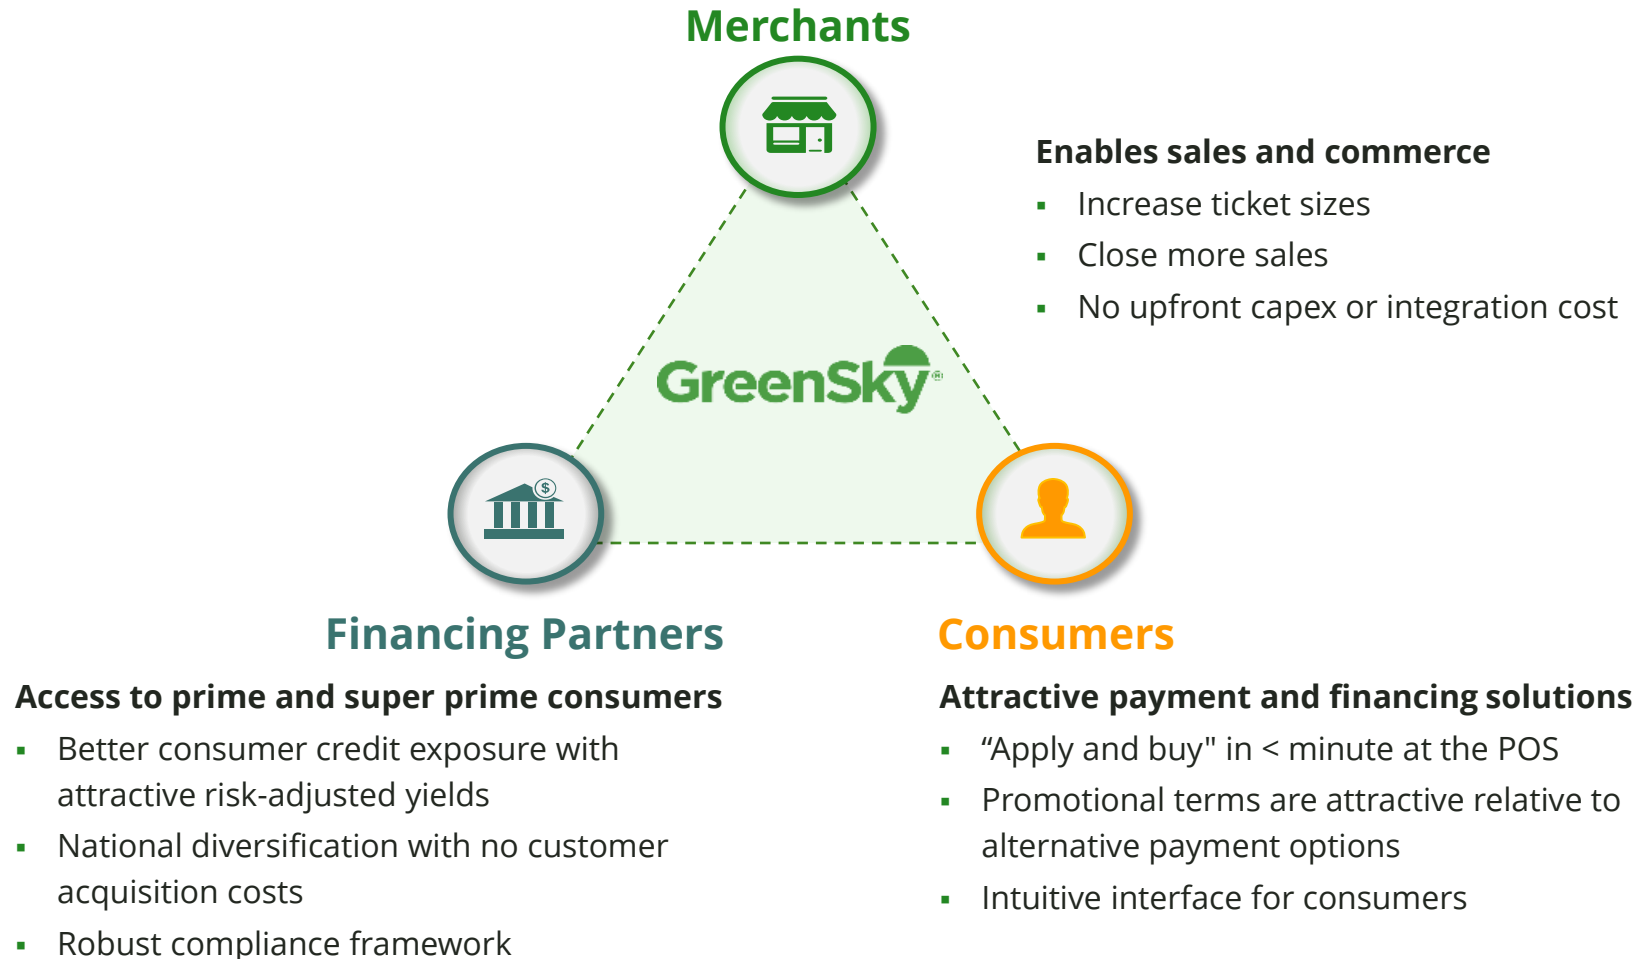 Merchants
Enables sales and commerce
▪ Increase ticket sizes
▪ Close more sales
▪ No upfront capex or integration cost
GreenSky®
$
Financing Partners
Access to prime and super prime consumers
▪ Better consumer credit exposure with
attractive risk-adjusted yields
▪ National diversification with no customer
acquisition costs
▪ Robust compliance framework
Consumers
Attractive payment and financing solutions
▪ “Apply and buy" in < minute at the POS
▪ Promotional terms are attractive relative to
alternative payment options
▪ Intuitive interface for consumers